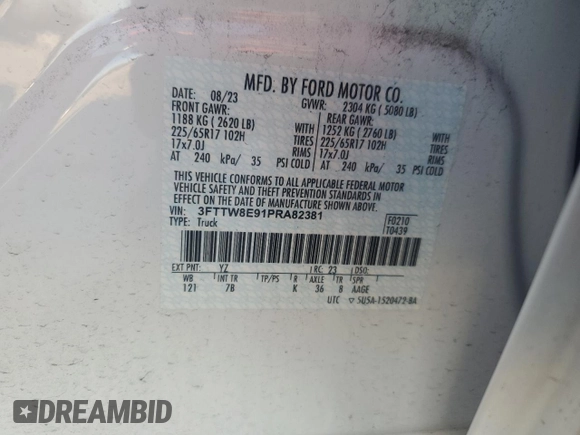 MFD. BY FORD MOTOR CO.
DATE: 08/23 GVWR: 2304 KG ( 5080 LB)
FRONT GAWR: REAR GAWR:
1188 KG ( 2620 LB) WITH 1252 KG ( 2760 LB) WITH
225/65R17 102H TIRES 225/65R17 102H TIRES
17x7.0J RIMS 17x7.0J RIMS
AT 240 kPa/ 35 PSI COLD AT 240 kPa/ 35 PSI COLD
THIS VEHICLE CONFORMS TO ALL APPLICABLE FEDERAL MOTOR
VEHICLE SAFETY AND THEFT PREVENTION STANDARDS IN
EFFECT ON THE DATE OF MANUFACTURE SHOWN ABOVE.
VIN: 3FTTW8E91PRA82381 F0210
TYPE: Truck T0439
EXT PNT: YZ RC: 23 DSO:
WB INT TR TP/PS R AXLE TR SPR
121 7B K 36 8 AAGE
UTC ▽ 5U5A-1520472-BA
DREAMBID